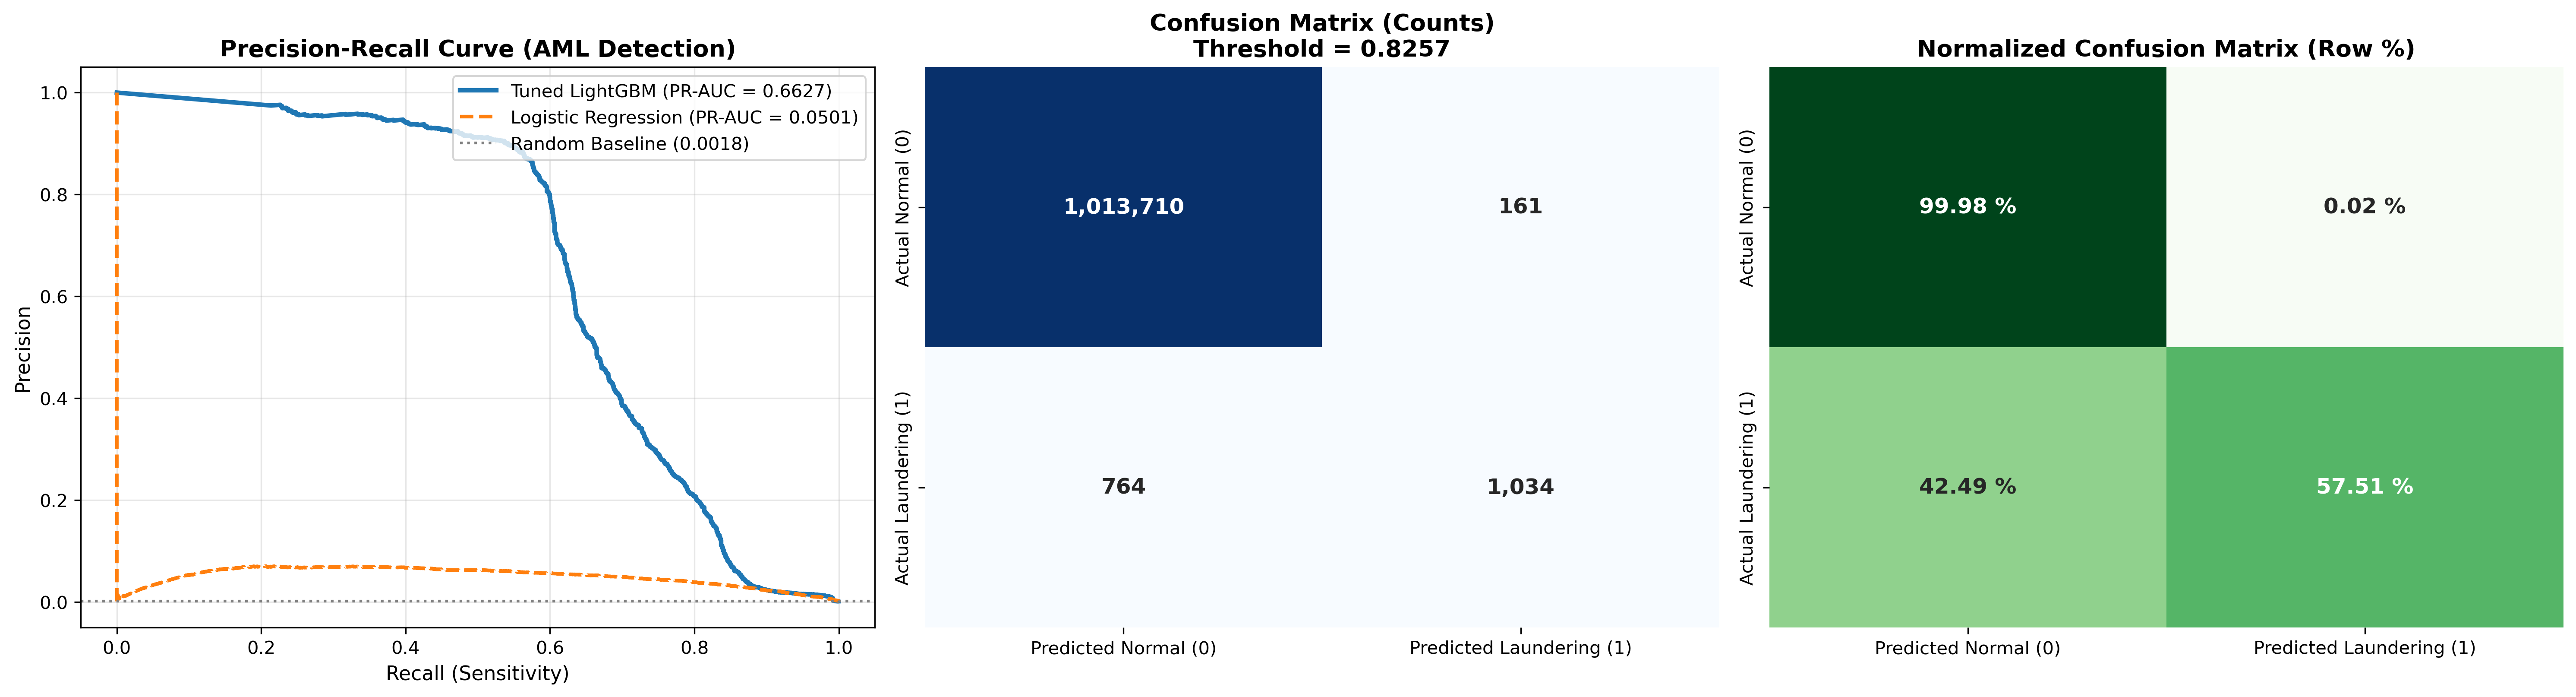 Precision-Recall Curve (AML Detection)
Tuned LightGBM (PR-AUC = 0.6627)
Logistic Regression (PR-AUC = 0.0501)
Random Baseline (0.0018)
Precision
1.0
0.8
0.6
0.4
0.2
0.0
0.0 0.2 0.4 0.6 0.8 1.0
Recall (Sensitivity)
Confusion Matrix (Counts)
Threshold = 0.8257
Actual Normal (0)
1,013,710 161
Actual Laundering (1)
764 1,034
Predicted Normal (0) Predicted Laundering (1)
Normalized Confusion Matrix (Row %)
Actual Normal (0)
99.98 % 0.02 %
Actual Laundering (1)
42.49 % 57.51 %
Predicted Normal (0) Predicted Laundering (1)